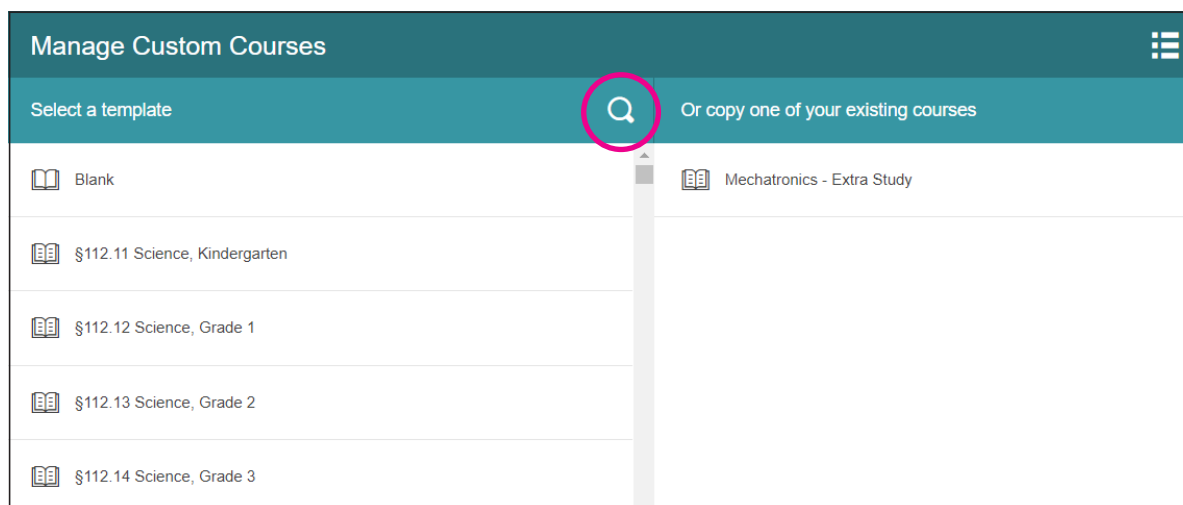 Manage Custom Courses
Select a template
Or copy one of your existing courses
Blank
§112.11 Science, Kindergarten
§112.12 Science, Grade 1
§112.13 Science, Grade 2
§112.14 Science, Grade 3
Mechatronics - Extra Study